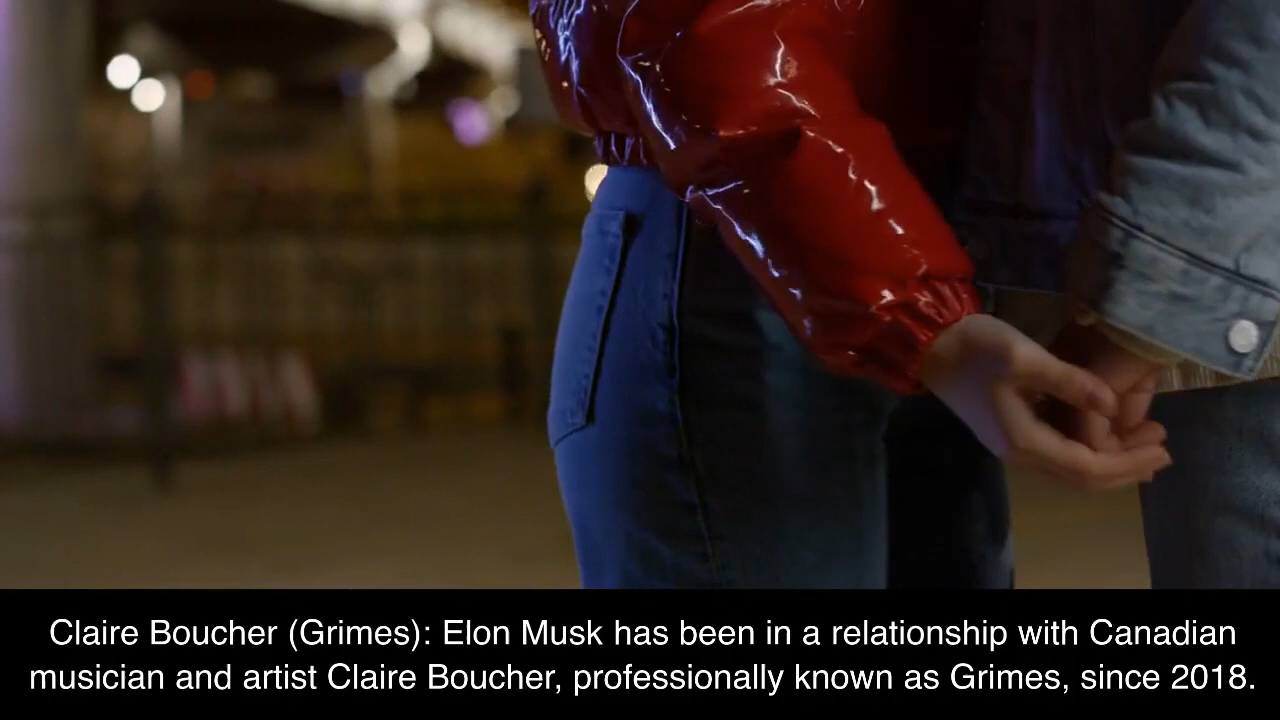 Claire Boucher (Grimes): Elon Musk has been in a relationship with Canadian
musician and artist Claire Boucher, professionally known as Grimes, since 2018.